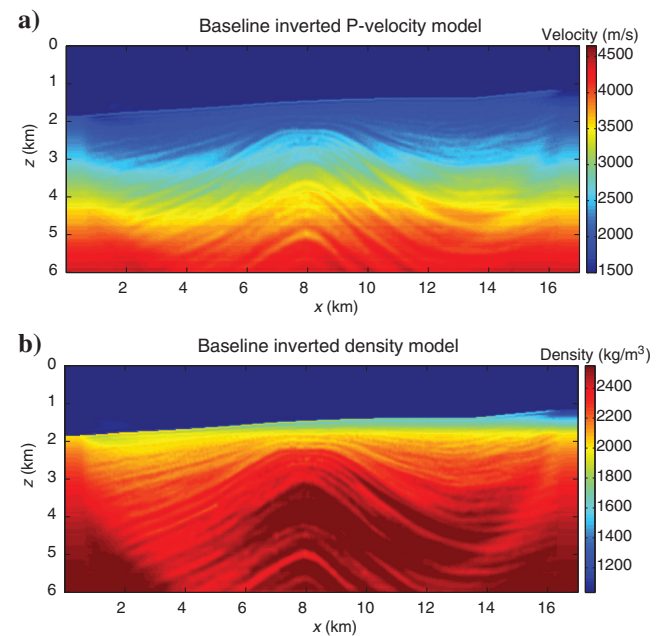 a)
Baseline inverted P-velocity model
Velocity (m/s)
0
1
2
3
4
5
6
z (km)
2 4 6 8 10 12 14 16
x (km)
4500
4000
3500
3000
2500
2000
1500
b)
Baseline inverted density model
Density (kg/m³)
0
1
2
3
4
5
6
z (km)
2 4 6 8 10 12 14 16
x (km)
2400
2200
2000
1800
1600
1400
1200